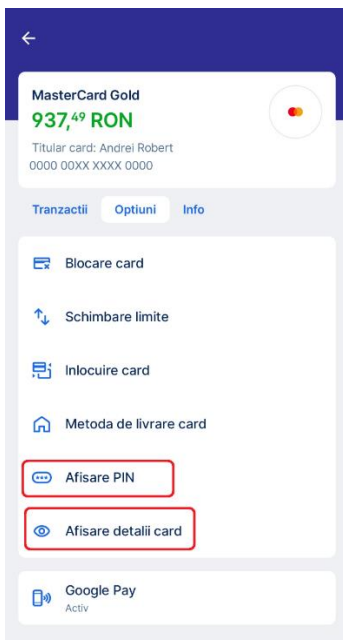 MasterCard Gold
937,49 RON
Titular card: Andrei Robert
0000 00XX XXXX 0000
Tranzactii Optiuni Info
Blocare card
Schimbare limite
Inlocuire card
Metoda de livrare card
Afisare PIN
Afisare detalii card
Google Pay
Activ